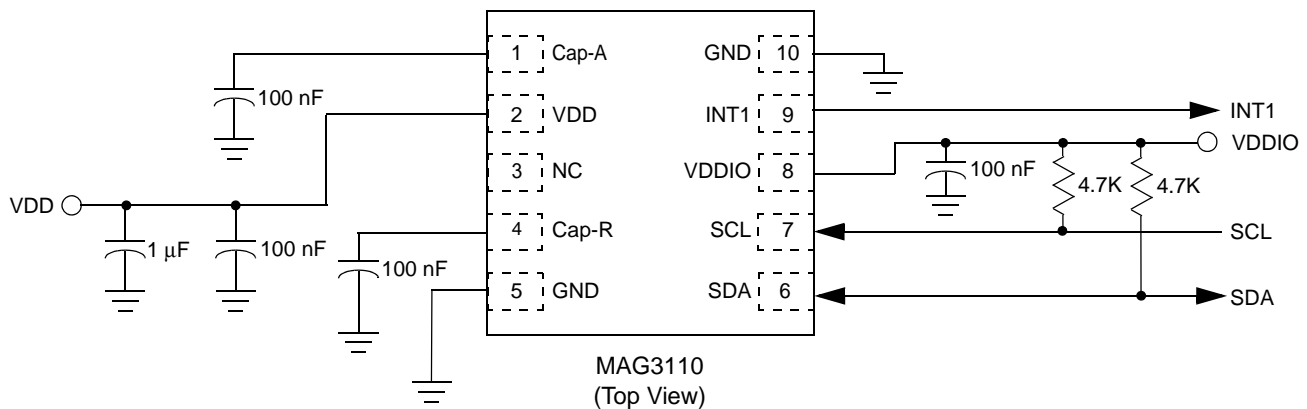 1 Cap-A
GND 10
100 nF
2 VDD
INT1 9
INT1
VDDIO
3 NC
VDDIO 8
100 nF
4.7K
4.7K
VDD
1 μF
100 nF
4 Cap-R
100 nF
SCL 7
SCL
5 GND
SDA 6
SDA
MAG3110
(Top View)